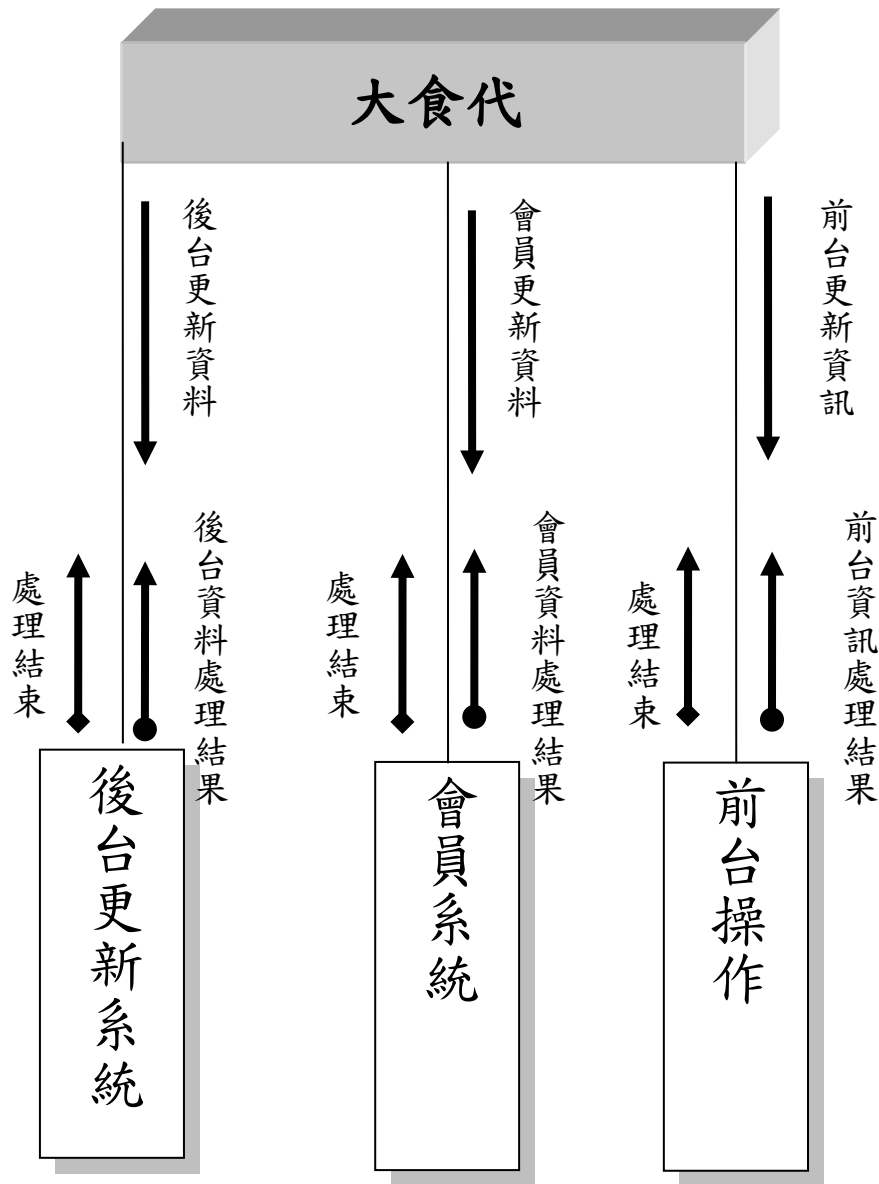 大食代
後台更新資料
會員更新資料
前台更新資訊
處理結束
後台資料處理結果
處理結束
會員資料處理結果
處理結束
前台資訊處理結果
後台更新系統
會員系統
前台操作